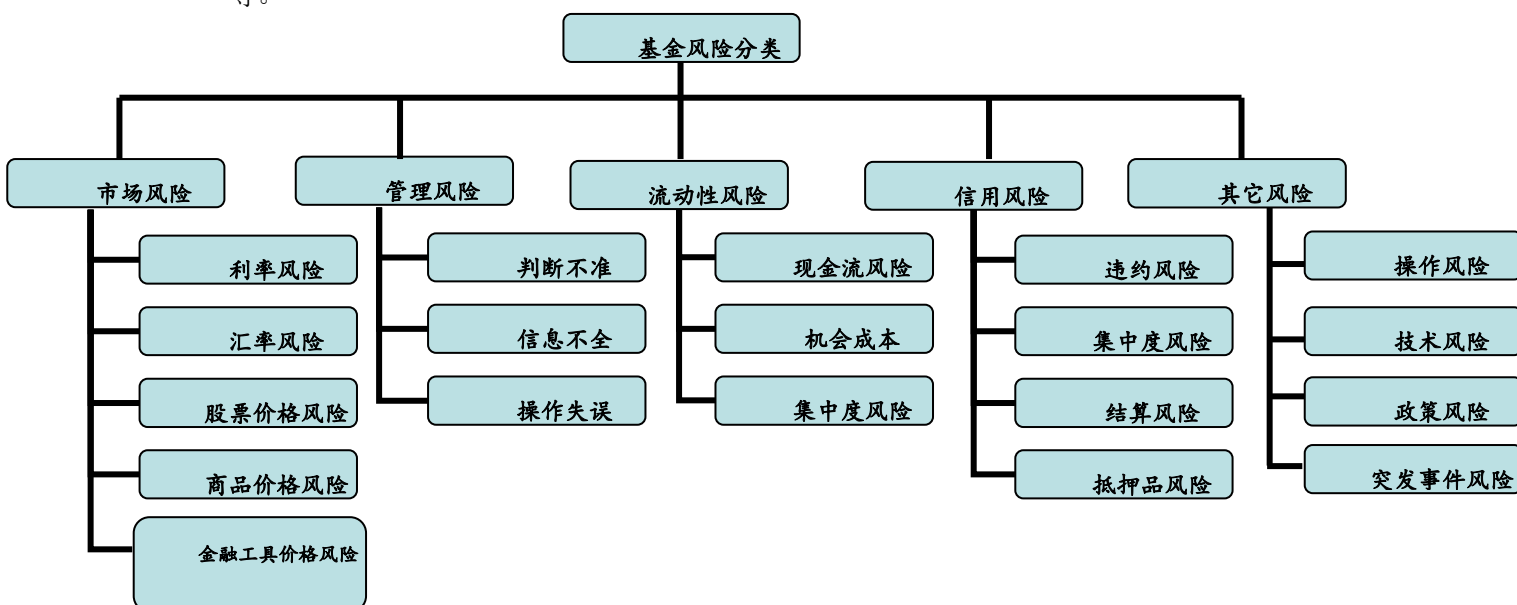 等。
基金风险分类
市场风险
管理风险
流动性风险
信用风险
其它风险
利率风险
汇率风险
股票价格风险
商品价格风险
金融工具价格风险
判断不准
信息不全
操作失误
现金流风险
机会成本
集中度风险
违约风险
集中度风险
结算风险
抵押品风险
操作风险
技术风险
政策风险
突发事件风险